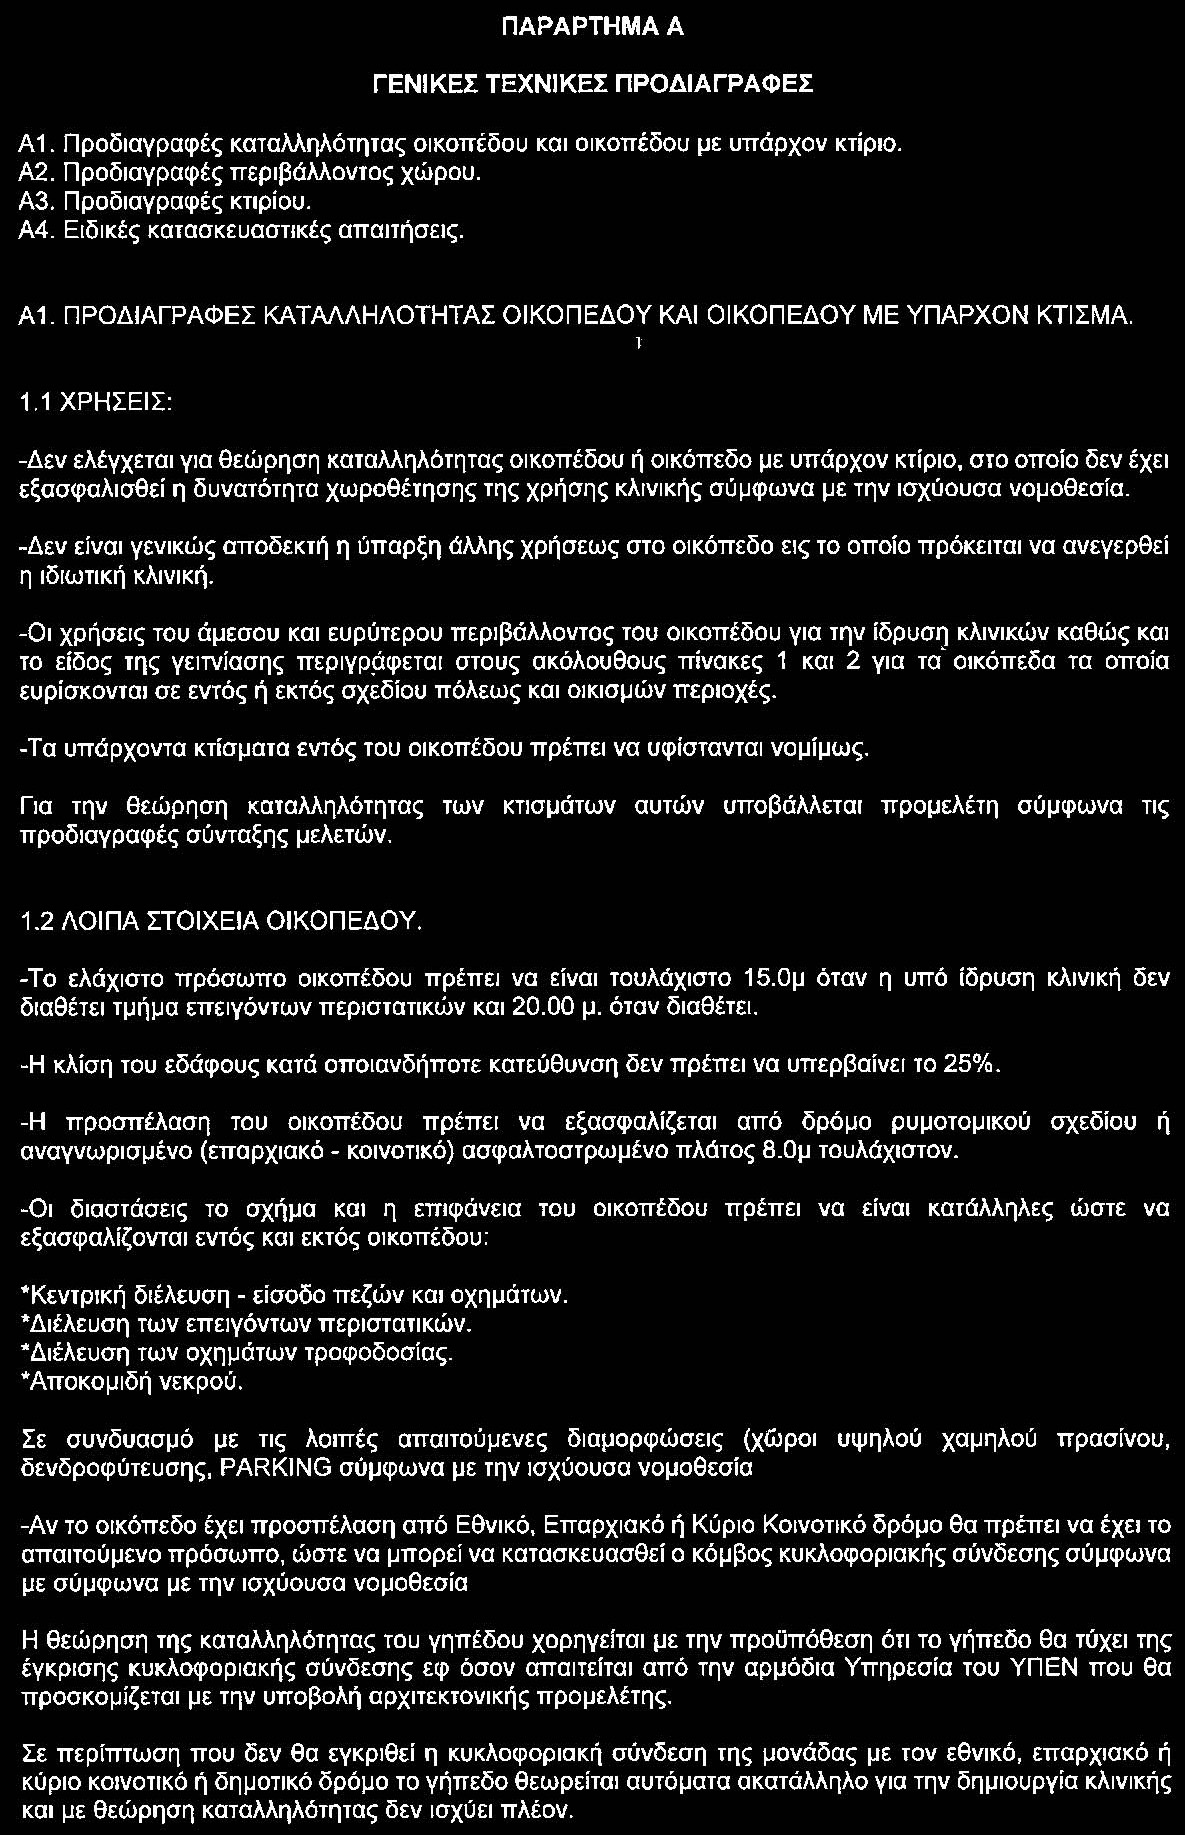 ΠΑΡΑΡΤΗΜΑ Α
ΓΕΝΙΚΕΣ ΤΕΧΝΙΚΕΣ ΠΡΟΔΙΑΓΡΑΦΕΣ
Α1. Προδιαγραφές καταλληλότητας οικοπέδου και οικοπέδου με υπάρχον κτίριο.
Α2. Προδιαγραφές περιβάλλοντος χώρου.
Α3. Προδιαγραφές κτιρίου.
Α4. Ειδικές κατασκευαστικές απαιτήσεις.
Α1. ΠΡΟΔΙΑΓΡΑΦΕΣ ΚΑΤΑΛΛΗΛΟΤΗΤΑΣ ΟΙΚΟΠΕΔΟΥ ΚΑΙ ΟΙΚΟΠΕΔΟΥ ΜΕ ΥΠΑΡΧΟΝ ΚΤΙΣΜΑ.
1.1 ΧΡΗΣΕΙΣ:
-Δεν ελέγχεται για θεώρηση καταλληλότητας οικοπέδου ή οικόπεδο με υπάρχον κτίριο, στο οποίο δεν έχει
εξασφαλισθεί η δυνατότητα χωροθέτησης της χρήσης κλινικής σύμφωνα με την ισχύουσα νομοθεσία.
-Δεν είναι γενικώς αποδεκτή η ύπαρξη άλλης χρήσεως στο οικόπεδο εις το οποίο πρόκειται να ανεγερθεί
η ιδιωτική κλινική.
-Οι χρήσεις του άμεσου και ευρύτερου περιβάλλοντος του οικοπέδου για την ίδρυση κλινικών καθώς και
το είδος της γειτνίασης περιγράφεται στους ακόλουθους πίνακες 1 και 2 για τα οικόπεδα τα οποία
ευρίσκονται σε εντός ή εκτός σχεδίου πόλεως και οικισμών περιοχές.
-Τα υπάρχοντα κτίσματα εντός του οικοπέδου πρέπει να υφίστανται νομίμως.
Για την θεώρηση καταλληλότητας των κτισμάτων αυτών υποβάλλεται προμελέτη σύμφωνα τις
προδιαγραφές σύνταξης μελετών.
1.2 ΛΟΙΠΑ ΣΤΟΙΧΕΙΑ ΟΙΚΟΠΕΔΟΥ.
-Το ελάχιστο πρόσωπο οικοπέδου πρέπει να είναι τουλάχιστο 15.0μ όταν η υπό ίδρυση κλινική δεν
διαθέτει τμήμα επειγόντων περιστατικών και 20.00 μ. όταν διαθέτει.
-Η κλίση του εδάφους κατά οποιανδήποτε κατεύθυνση δεν πρέπει να υπερβαίνει το 25%.
-Η προσπέλαση του οικοπέδου πρέπει να εξασφαλίζεται από δρόμο ρυμοτομικού σχεδίου ή
αναγνωρισμένο (επαρχιακό - κοινοτικό) ασφαλτοστρωμένο πλάτος 8.0μ τουλάχιστον.
-Οι διαστάσεις το σχήμα και η επιφάνεια του οικοπέδου πρέπει να είναι κατάλληλες ώστε να
εξασφαλίζονται εντός και εκτός οικοπέδου:
*Κεντρική διέλευση - είσοδο πεζών και οχημάτων.
*Διέλευση των επειγόντων περιστατικών.
*Διέλευση των οχημάτων τροφοδοσίας.
*Αποκομιδή νεκρού.
Σε συνδυασμό με τις λοιπές απαιτούμενες διαμορφώσεις (χώροι υψηλού χαμηλού πρασίνου,
δενδροφύτευσης, PARKING σύμφωνα με την ισχύουσα νομοθεσία
-Αν το οικόπεδο έχει προσπέλαση από Εθνικό, Επαρχιακό ή Κύριο Κοινοτικό δρόμο θα πρέπει να έχει το
απαιτούμενο πρόσωπο, ώστε να μπορεί να κατασκευασθεί ο κόμβος κυκλοφοριακής σύνδεσης σύμφωνα
με σύμφωνα με την ισχύουσα νομοθεσία
Η θεώρηση της καταλληλότητας του γηπέδου χορηγείται με την προϋπόθεση ότι το γήπεδο θα τύχει της
έγκρισης κυκλοφοριακής σύνδεσης εφ όσον απαιτείται από την αρμόδια Υπηρεσία του ΥΠΕΝ που θα
προσκομίζεται με την υποβολή αρχιτεκτονικής προμελέτης.
Σε περίπτωση που δεν θα εγκριθεί η κυκλοφοριακή σύνδεση της μονάδας με τον εθνικό, επαρχιακό ή
κύριο κοινοτικό ή δημοτικό δρόμο το γήπεδο θεωρείται αυτόματα ακατάλληλο για την δημιουργία κλινικής
και με θεώρηση καταλληλότητας δεν ισχύει πλέον.